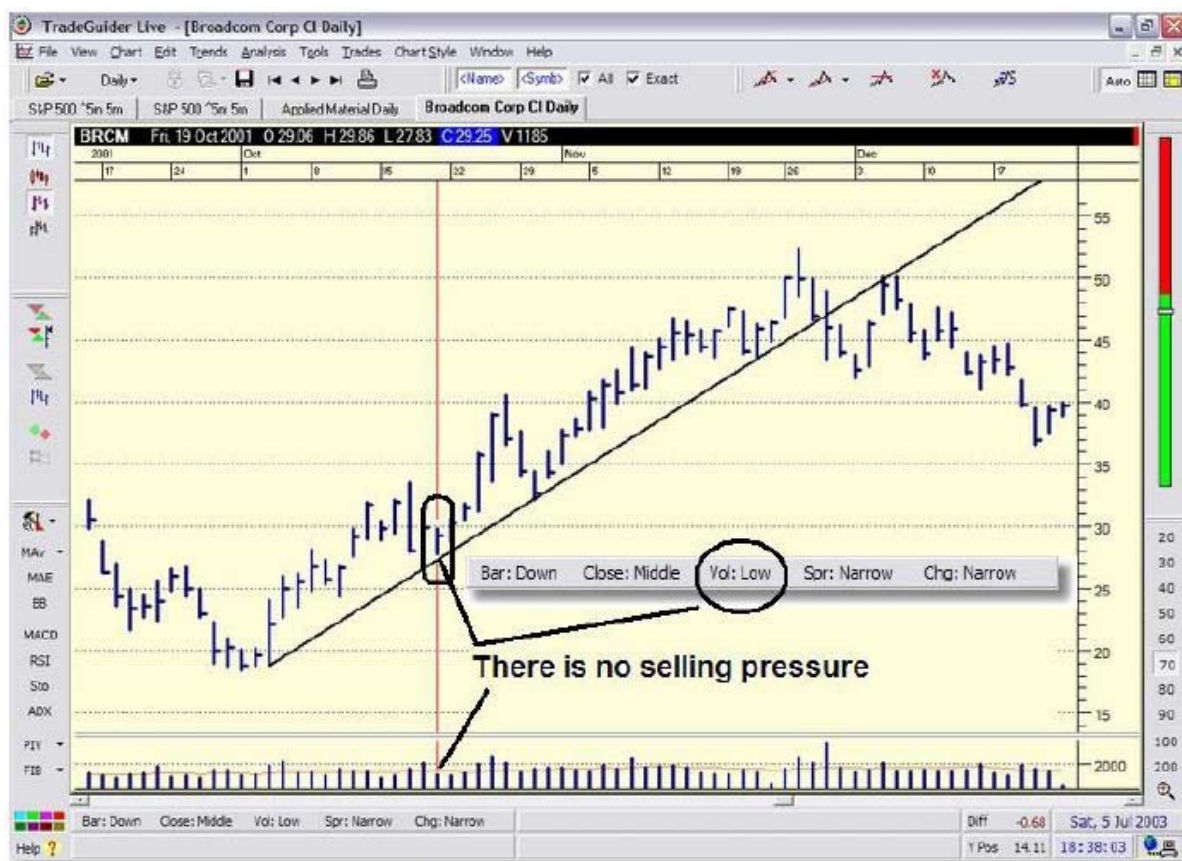 TradeGuider Live - [Broadcom Corp Cl Daily]
File View Chart Edit Trends Analysis Tools Trades Chart Style Window Help
Daily <Name> <Symb> All Exact Auto
S&P 500 ^5m 5m S&P 500 ^5m 5m Applied Material Daily Broadcom Corp Cl Daily
BRCM Fri, 19 Oct 2001 O 29.06 H 29.86 L 27.83 C 29.25 V 1185
2001 Oct Nov Dec
17 24 1 8 15 22 29 5 12 19 26 3 10 17
55
50
45
40
35
30
25
20
15
2000
Bar: Down Close: Middle Vol: Low Spr: Narrow Chg: Narrow
There is no selling pressure
MAv
MAE
BB
MACD
RSI
Sto
ADX
PIV
FIB
20
30
40
50
60
70
80
90
100
200
Bar: Down Close: Middle Vol: Low Spr: Narrow Chg: Narrow Diff -0.68 Sat, 5 Jul 2003
Help ? Y Pos 14.11 18:38:03